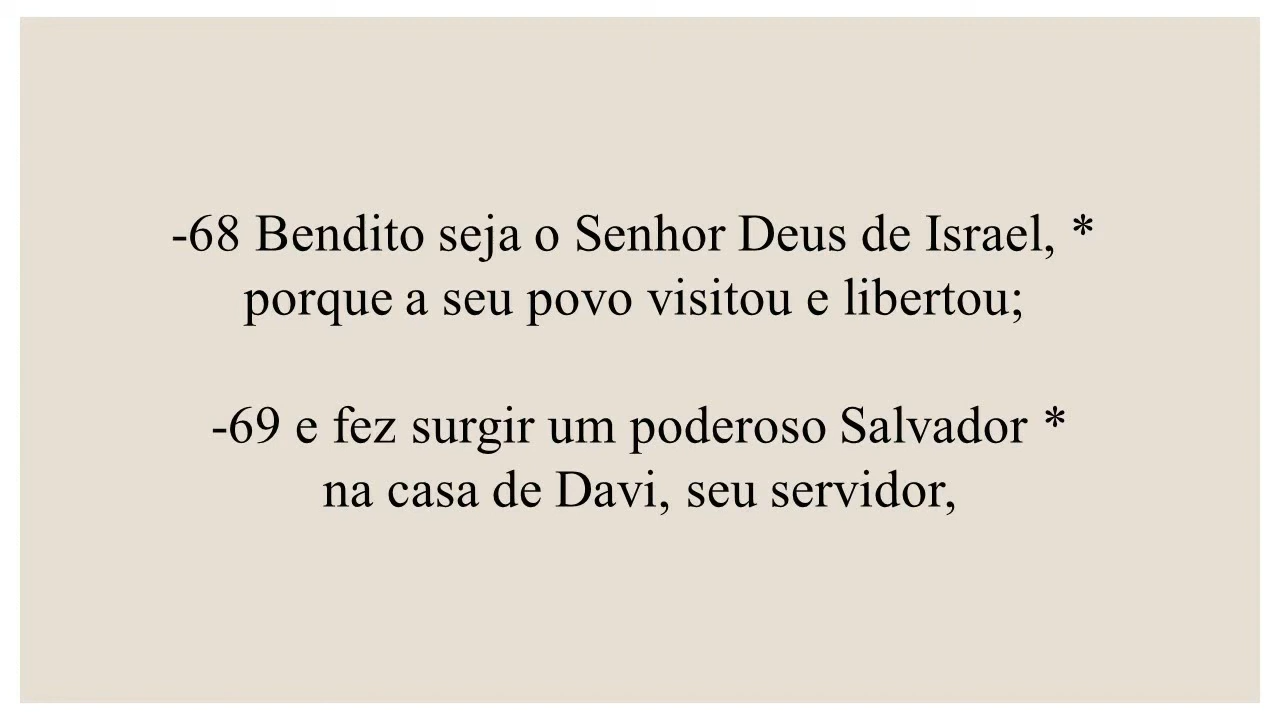 -68 Bendito seja o Senhor Deus de Israel, *
porque a seu povo visitou e libertou;
-69 e fez surgir um poderoso Salvador *
na casa de Davi, seu servidor,